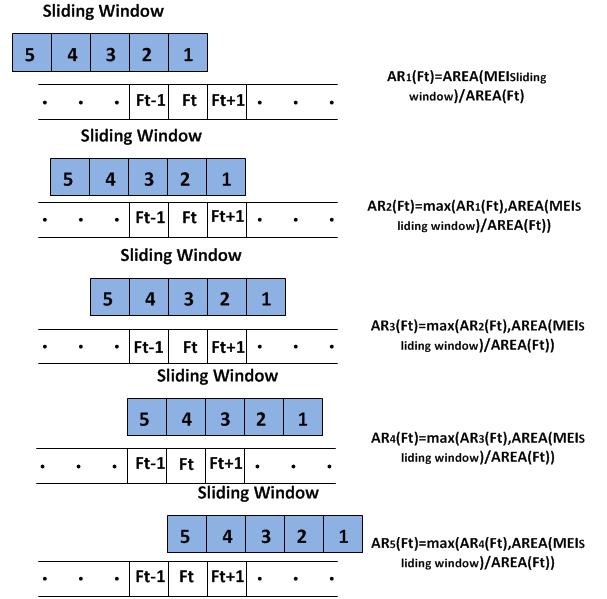 Sliding Window
5 4 3 2 1
AR1(Ft)=AREA(MEISliding
window)/AREA(Ft)
. . . Ft-1 Ft Ft+1 . . .
Sliding Window
5 4 3 2 1
AR2(Ft)=max(AR1(Ft),AREA(MEIs
liding window)/AREA(Ft))
. . . Ft-1 Ft Ft+1 . . .
Sliding Window
5 4 3 2 1
AR3(Ft)=max(AR2(Ft),AREA(MEIs
liding window)/AREA(Ft))
. . . Ft-1 Ft Ft+1 . . .
Sliding Window
5 4 3 2 1
AR4(Ft)=max(AR3(Ft),AREA(MEIs
liding window)/AREA(Ft))
. . . Ft-1 Ft Ft+1 . . .
Sliding Window
5 4 3 2 1
AR5(Ft)=max(AR4(Ft),AREA(MEIs
liding window)/AREA(Ft))
. . . Ft-1 Ft Ft+1 . . .